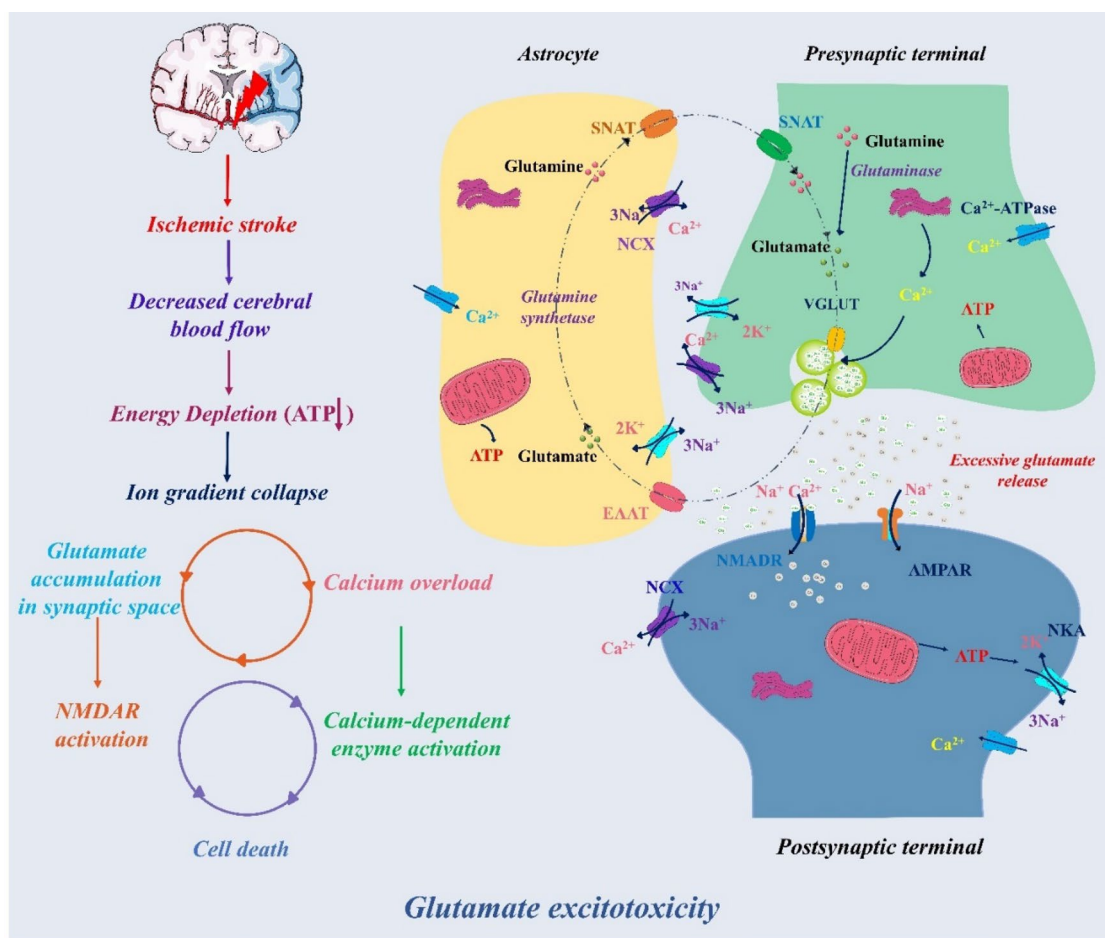 Astrocyte
Presynaptic terminal
SNAT
SNAT
Glutamine
Glutamine
Glutaminase
3Na
Ca²⁺
NCX
Ca²⁺-ATPase
Ca²⁺
Glutamate
Ca²⁺
Glutamine
synthetase
Ca²⁺
VGLUT
3Na⁺
2K⁺
Ca²⁺
3Na⁺
ATP
ATP
Glutamate
2K⁺
3Na⁺
EAAT
Excessive glutamate
release
Na⁺ Ca²⁺
Na⁺
NMADR
AMPAR
NCX
3Na⁺
Ca²⁺
ATP
2K⁺
NKA
3Na⁺
Ca²⁺
Postsynaptic terminal
Ischemic stroke
Decreased cerebral
blood flow
Energy Depletion (ATP↓)
Ion gradient collapse
Glutamate
accumulation
in synaptic space
Calcium overload
NMDAR
activation
Calcium-dependent
enzyme activation
Cell death
Glutamate excitotoxicity